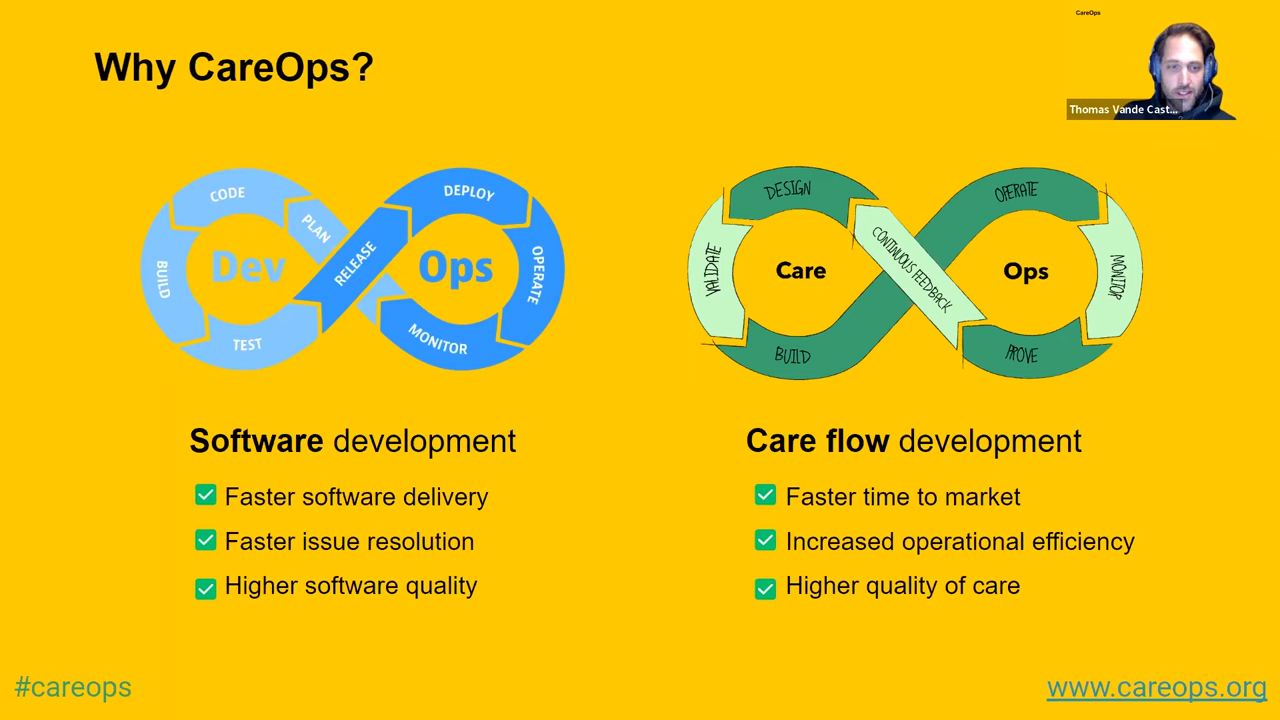 CareOps
Why CareOps?
Thomas Vande Cast...
CODE
PLAN
BUILD
Dev
TEST
RELEASE
DEPLOY
Ops
OPERATE
MONITOR
DESIGN
VALIDATE
Care
BUILD
CONTINUOUS FEEDBACK
OPERATE
Ops
MONITOR
PROVE
Software development
Faster software delivery
Faster issue resolution
Higher software quality
Care flow development
Faster time to market
Increased operational efficiency
Higher quality of care
#careops
www.careops.org